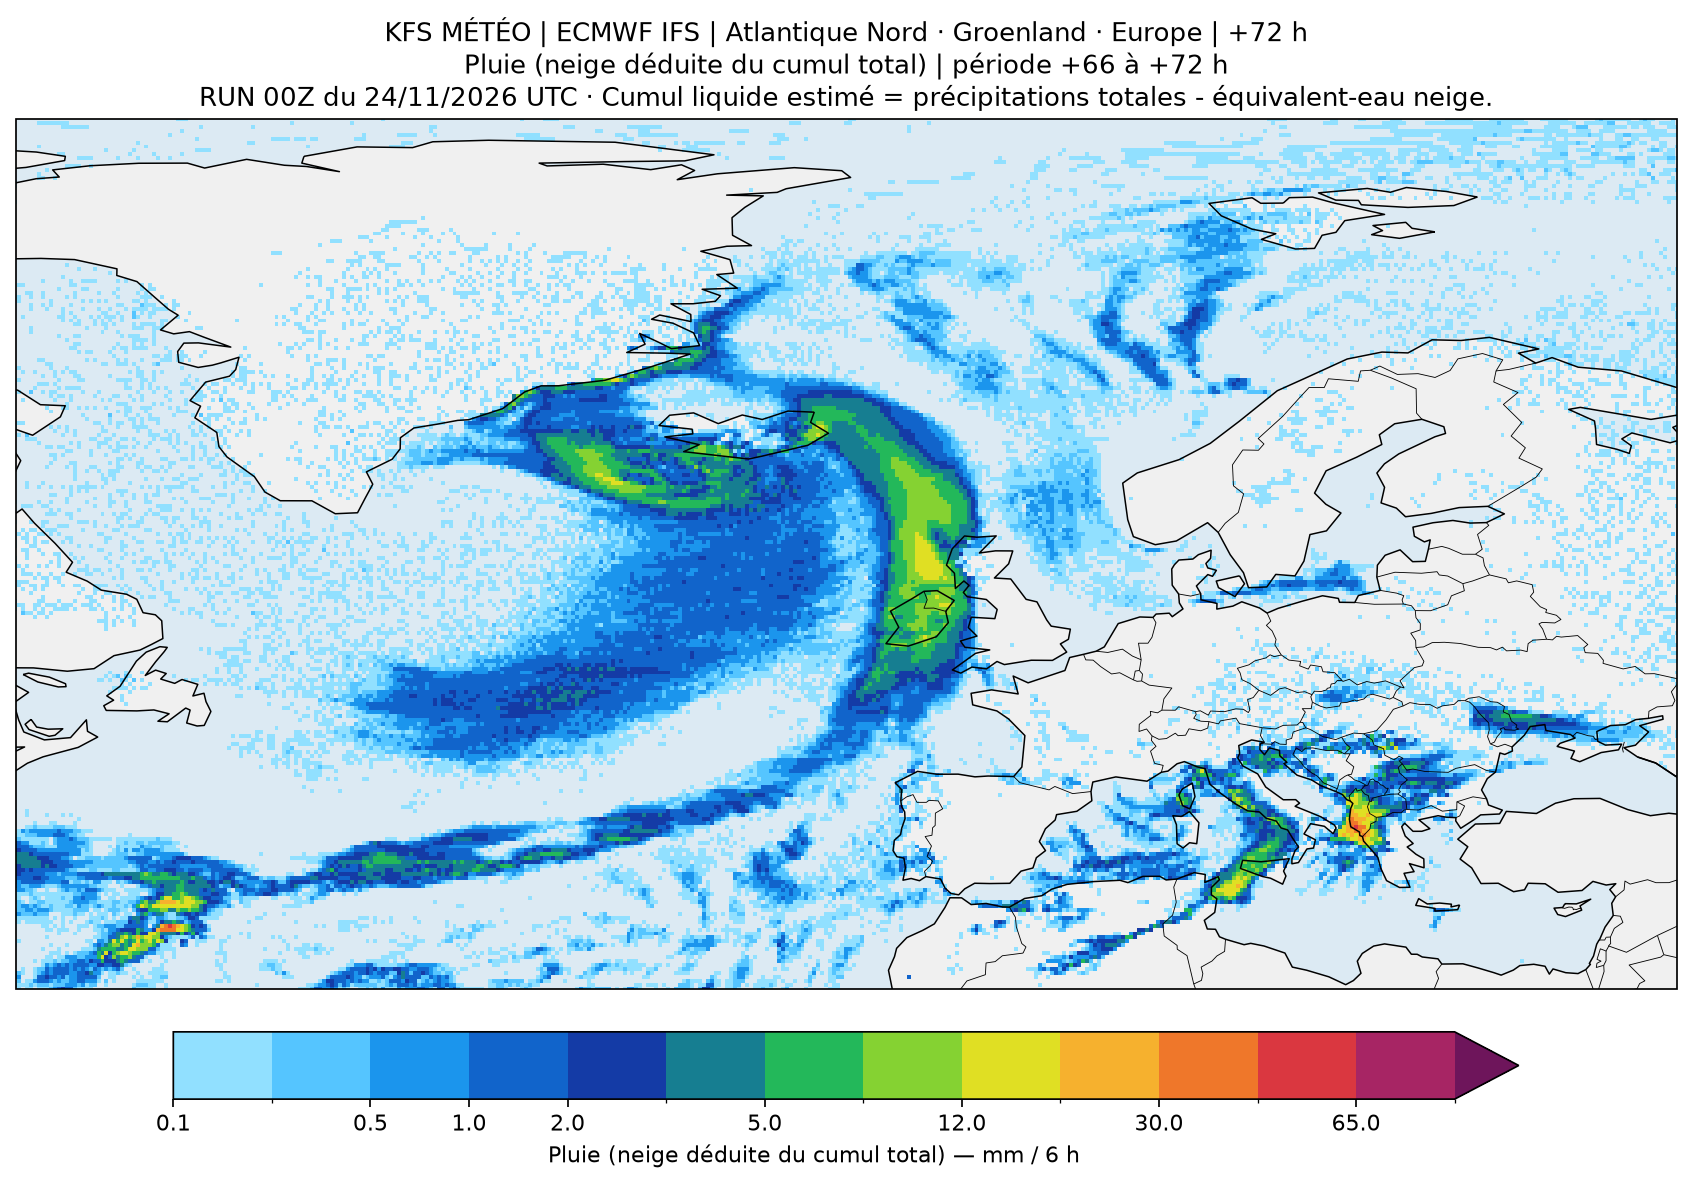 KFS MÉTÉO | ECMWF IFS | Atlantique Nord · Groenland · Europe | +72 h
Pluie (neige déduite du cumul total) | période +66 à +72 h
RUN 00Z du 24/11/2026 UTC · Cumul liquide estimé = précipitations totales - équivalent-eau neige.
0.1 0.5 1.0 2.0 5.0 12.0 30.0 65.0
Pluie (neige déduite du cumul total) — mm / 6 h